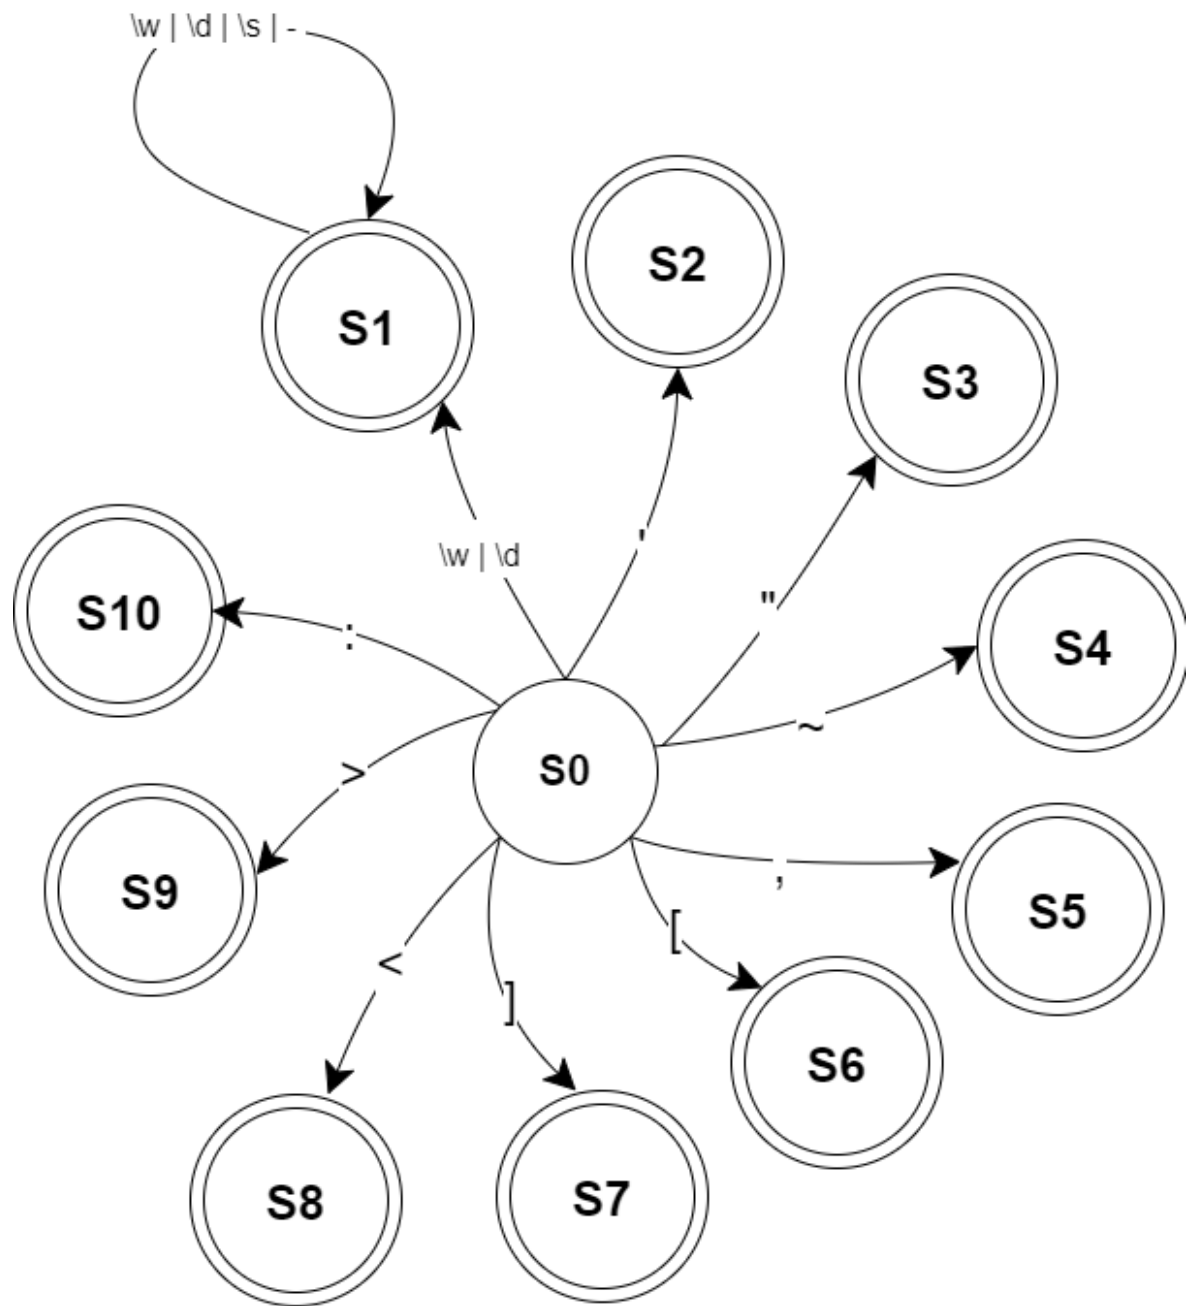 \w | \d | \s | -
S2
S1
S3
'
\w | \d
"
S10
:
S4
~
S0
>
S9
,
S5
[
<
]
S6
S8
S7